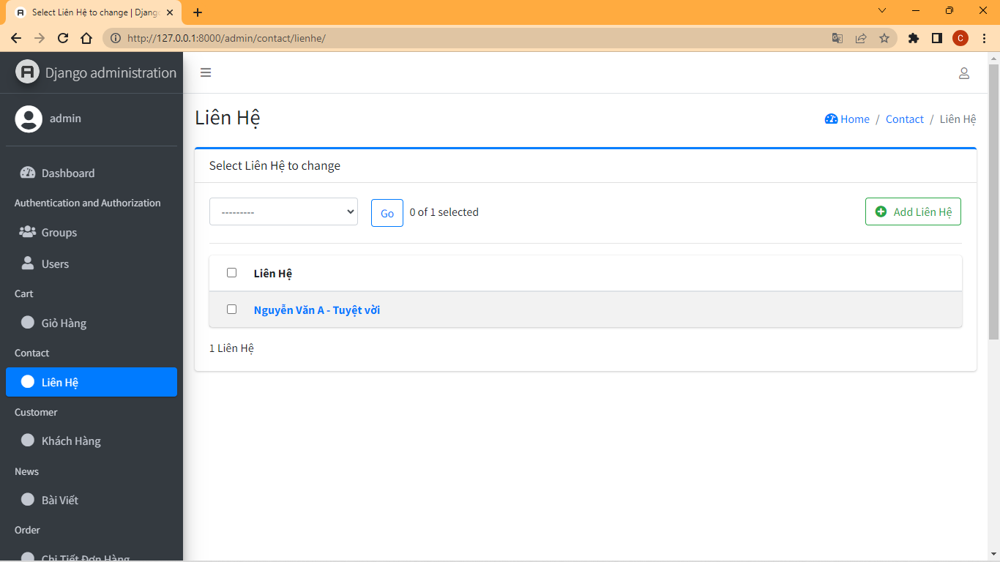 Select Liên Hệ to change | Djang
http://127.0.0.1:8000/admin/contact/lienhe/
C
Django administration
admin
Dashboard
Authentication and Authorization
Groups
Users
Cart
Giỏ Hàng
Contact
Liên Hệ
Customer
Khách Hàng
News
Bài Viết
Order
Chi Tiết Đơn Hàng
Liên Hệ
Home / Contact / Liên Hệ
Select Liên Hệ to change
--------- Go 0 of 1 selected Add Liên Hệ
Liên Hệ
Nguyễn Văn A - Tuyệt vời
1 Liên Hệ